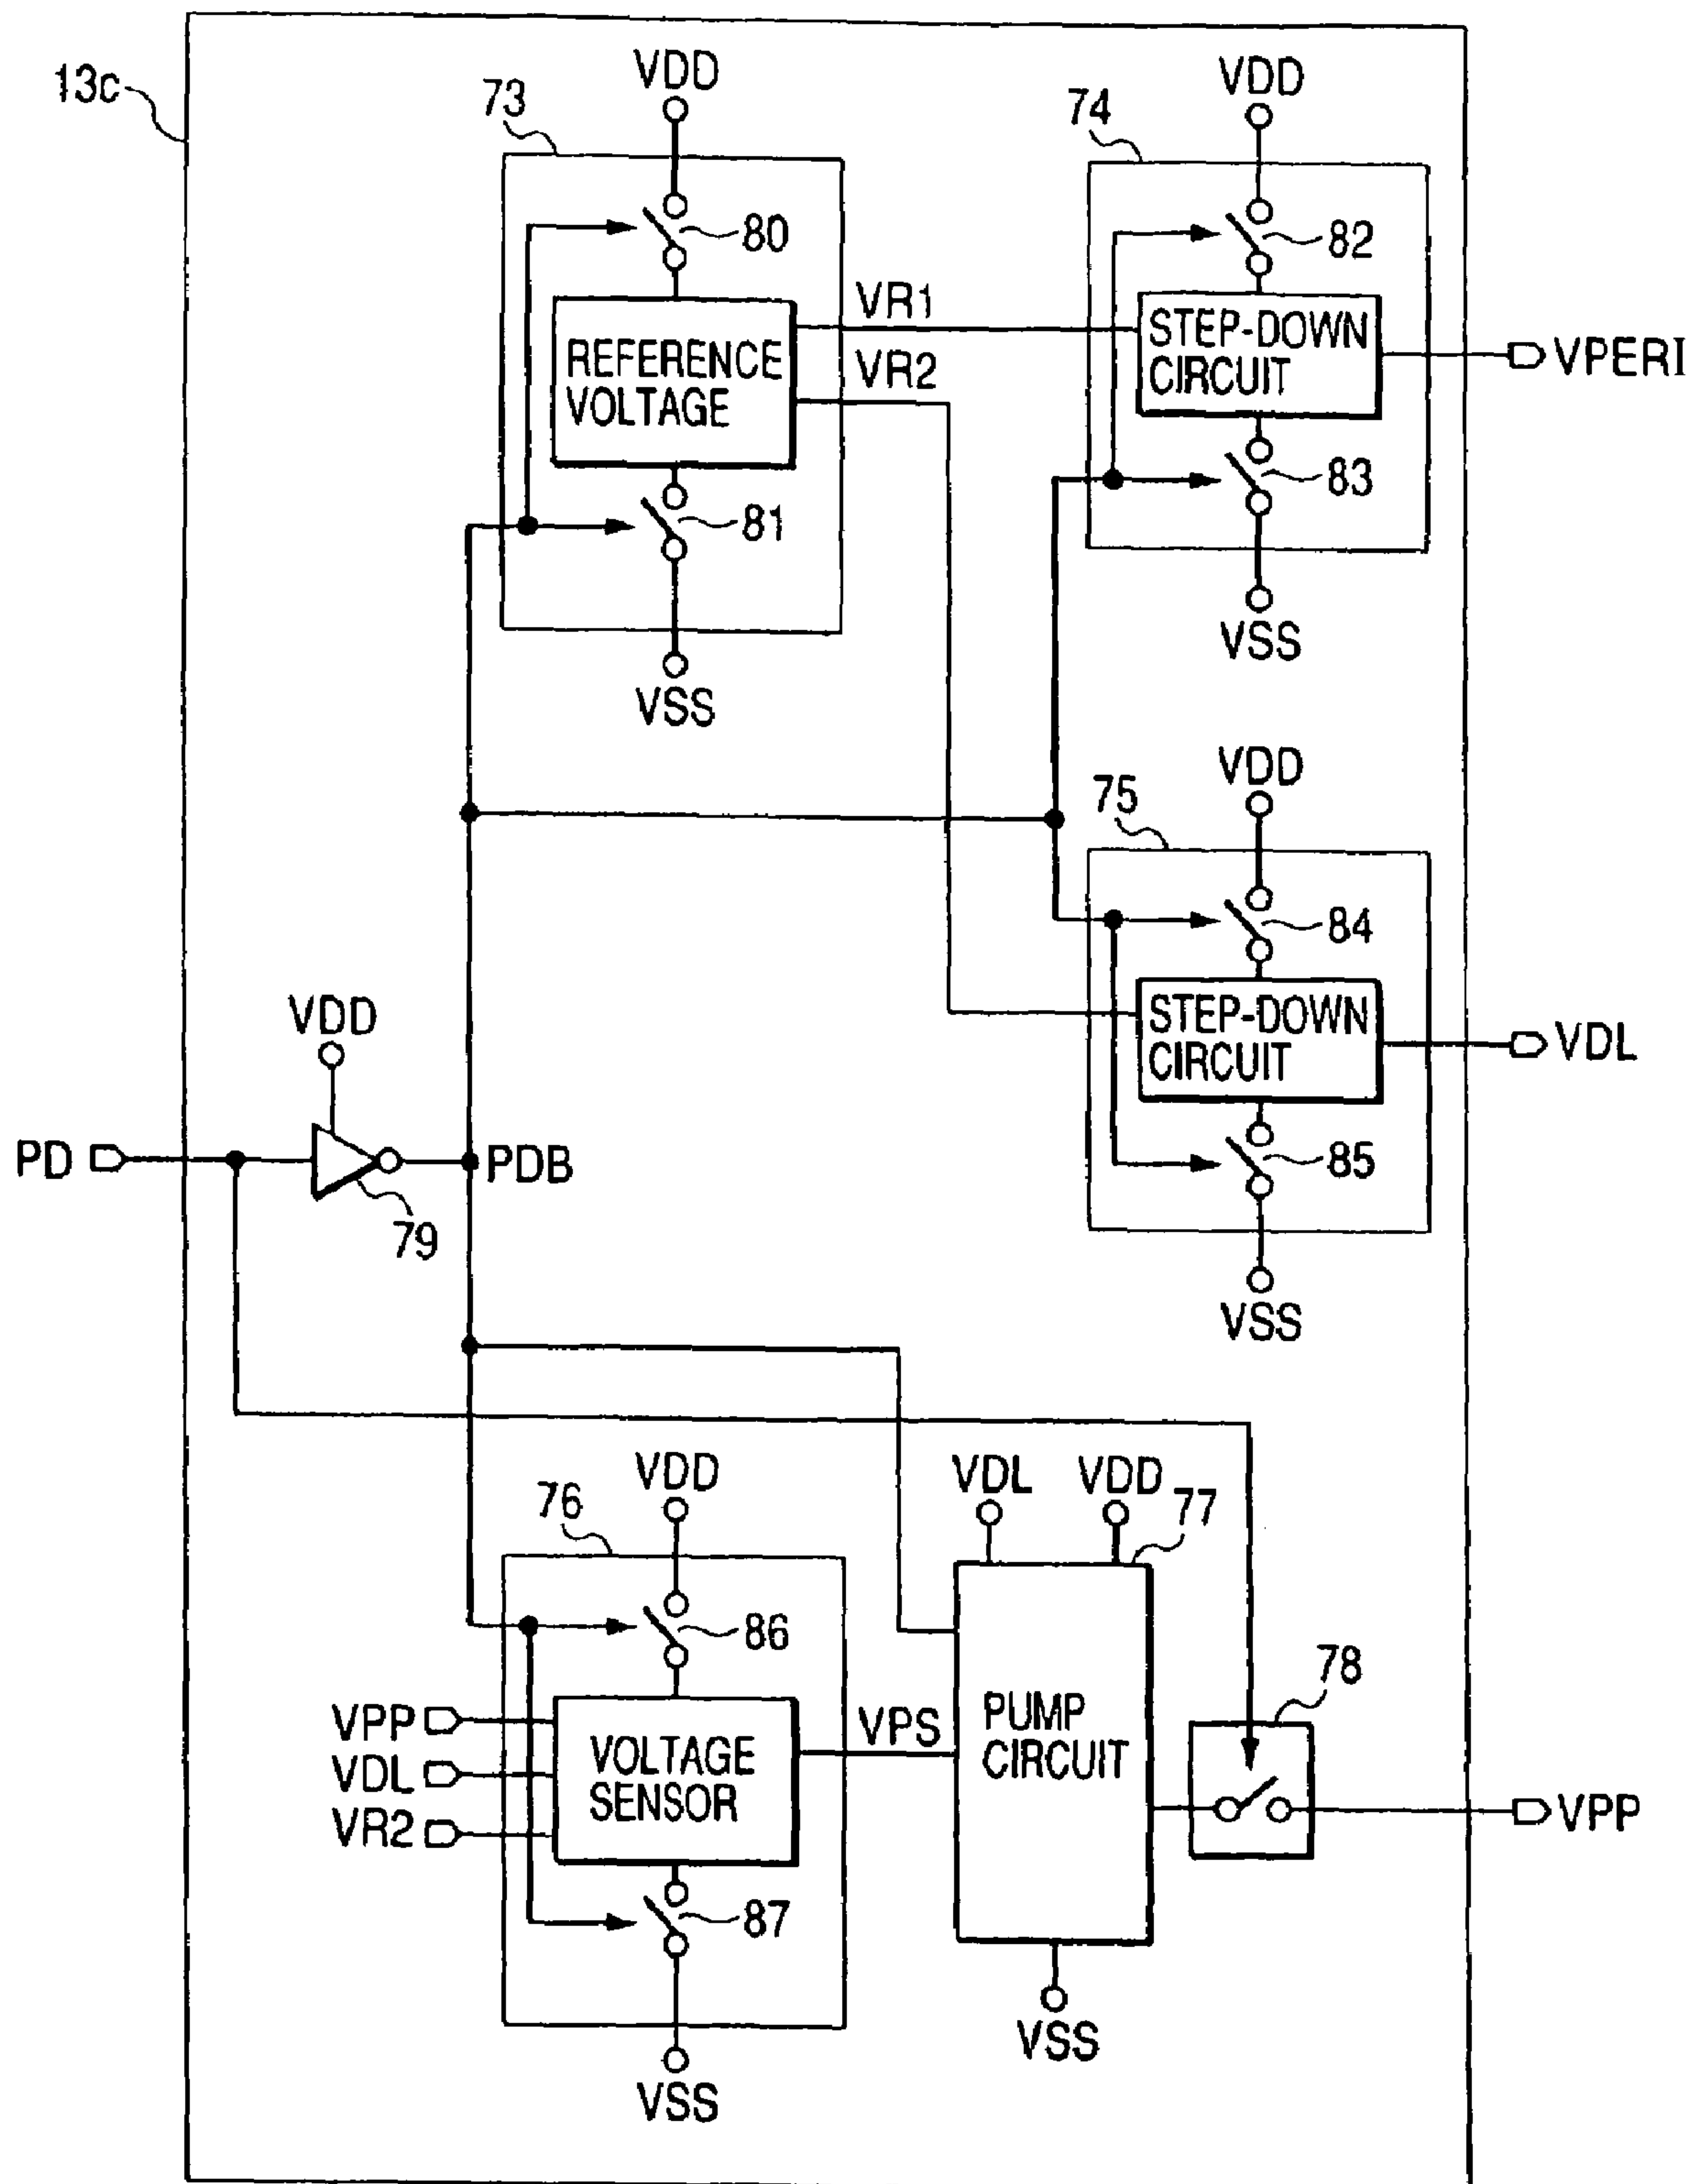 13c
VDD
73
80
REFERENCE
VOLTAGE
VR1
VR2
81
VSS
VDD
74
82
STEP-DOWN
CIRCUIT
VPERI
83
VSS
VDD
75
84
STEP-DOWN
CIRCUIT
VDL
85
VSS
VDD
PD
PDB
79
VDD
76
86
VPP
VDL
VR2
VOLTAGE
SENSOR
VPS
87
VSS
VDL
VDD
77
PUMP
CIRCUIT
78
VPP
VSS